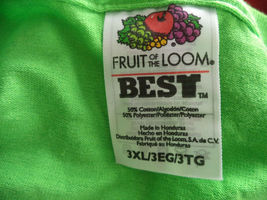 FRUIT OF THE LOOM®
BEST™
50% Cotton/Algodón/Coton
50% Polyester/Poliéster/Polyester
Made in Honduras
Hecho en Honduras
Distribuidora Fruit of the Loom, S.A. de C.V.
Fabriqué au Honduras
3XL/3EG/3TG